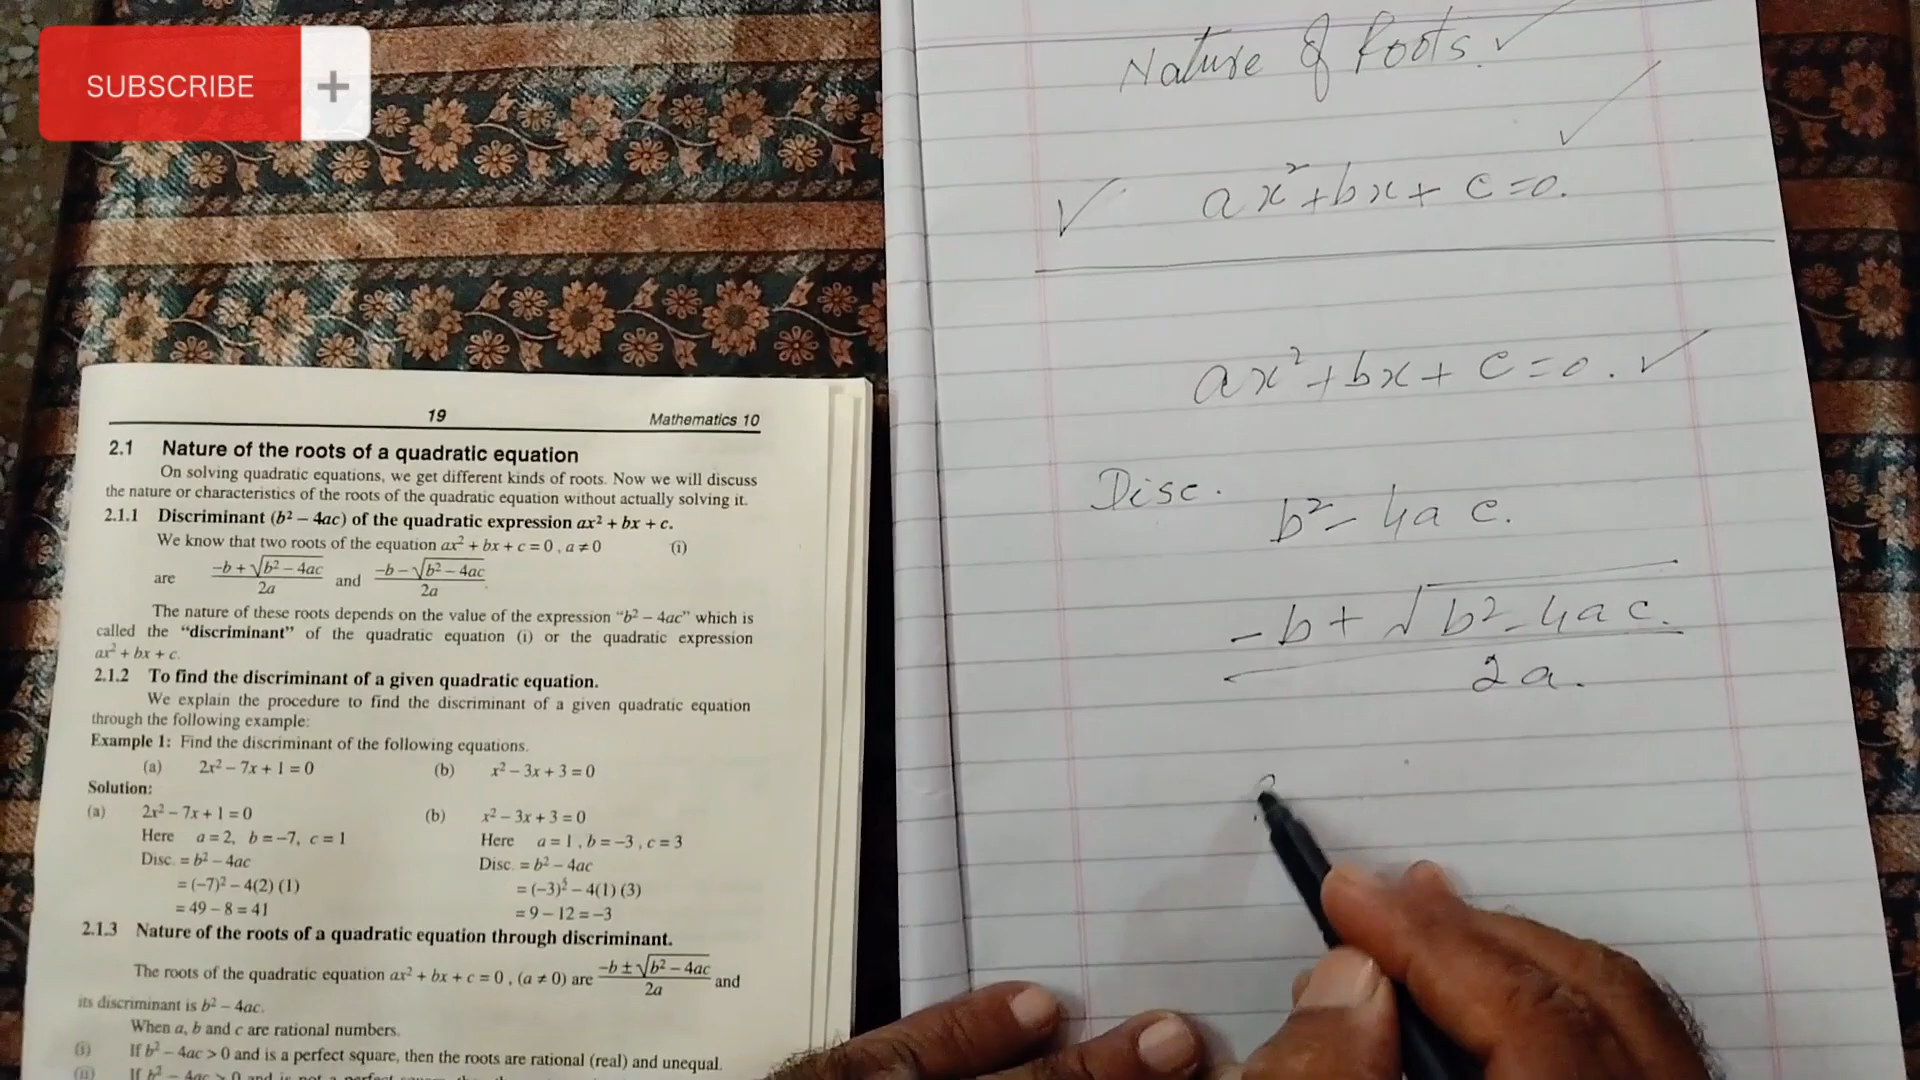 SUBSCRIBE +
19 Mathematics 10
2.1 Nature of the roots of a quadratic equation
On solving quadratic equations, we get different kinds of roots. Now we will discuss
the nature or characteristics of the roots of the quadratic equation without actually solving it.
2.1.1 Discriminant (b² – 4ac) of the quadratic expression ax² + bx + c.
We know that two roots of the equation ax² + bx + c = 0 , a ≠ 0 (i)
are (–b + √(b² – 4ac))/2a and (–b – √(b² – 4ac))/2a
The nature of these roots depends on the value of the expression “b² – 4ac” which is
called the “discriminant” of the quadratic equation (i) or the quadratic expression
ax² + bx + c.
2.1.2 To find the discriminant of a given quadratic equation.
We explain the procedure to find the discriminant of a given quadratic equation
through the following example:
Example 1: Find the discriminant of the following equations.
(a) 2x² – 7x + 1 = 0 (b) x² – 3x + 3 = 0
Solution:
(a) 2x² – 7x + 1 = 0 (b) x² – 3x + 3 = 0
Here a = 2, b = –7, c = 1 Here a = 1 , b = –3 , c = 3
Disc. = b² – 4ac Disc. = b² – 4ac
= (–7)² – 4(2) (1) = (–3)² – 4(1) (3)
= 49 – 8 = 41 = 9 – 12 = –3
2.1.3 Nature of the roots of a quadratic equation through discriminant.
The roots of the quadratic equation ax² + bx + c = 0 , (a ≠ 0) are (–b ± √(b² – 4ac))/2a and
its discriminant is b² – 4ac.
When a, b and c are rational numbers.
(i) If b² – 4ac > 0 and is a perfect square, then the roots are rational (real) and unequal.
(ii) If b² – 4ac > 0 and is not a perfect
Nature of Roots. ✓
✓ ax² + bx + c = 0. ✓
ax² + bx + c = 0. ✓
Disc.
b² – 4ac.
–b + √(b² – 4ac.)
2a.